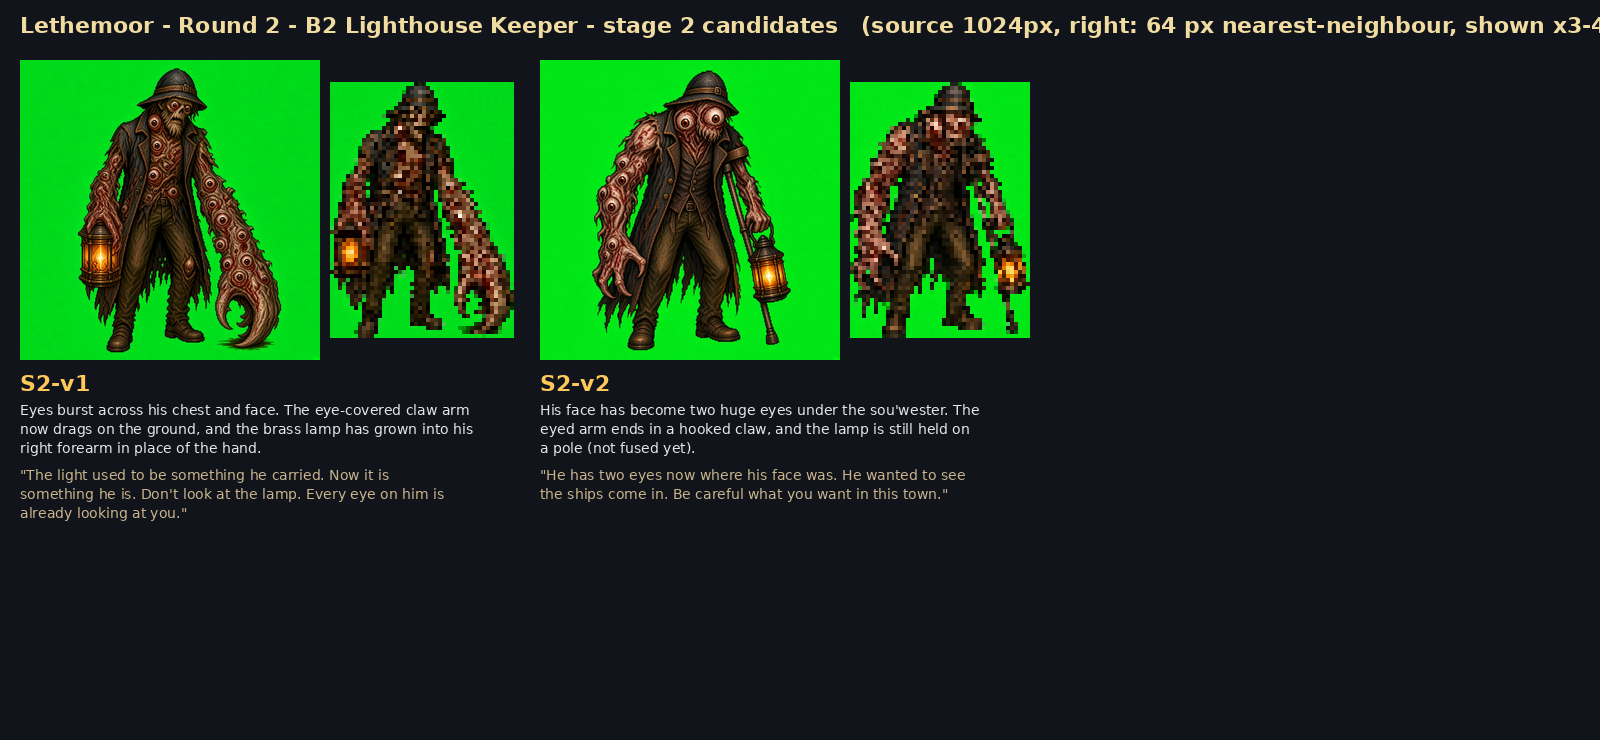 Lethemoor - Round 2 - B2 Lighthouse Keeper - stage 2 candidates (source 1024px, right: 64 px nearest-neighbour, shown x3-4
S2-v1
Eyes burst across his chest and face. The eye-covered claw arm
now drags on the ground, and the brass lamp has grown into his
right forearm in place of the hand.
"The light used to be something he carried. Now it is
something he is. Don't look at the lamp. Every eye on him is
already looking at you."
S2-v2
His face has become two huge eyes under the sou'wester. The
eyed arm ends in a hooked claw, and the lamp is still held on
a pole (not fused yet).
"He has two eyes now where his face was. He wanted to see
the ships come in. Be careful what you want in this town."